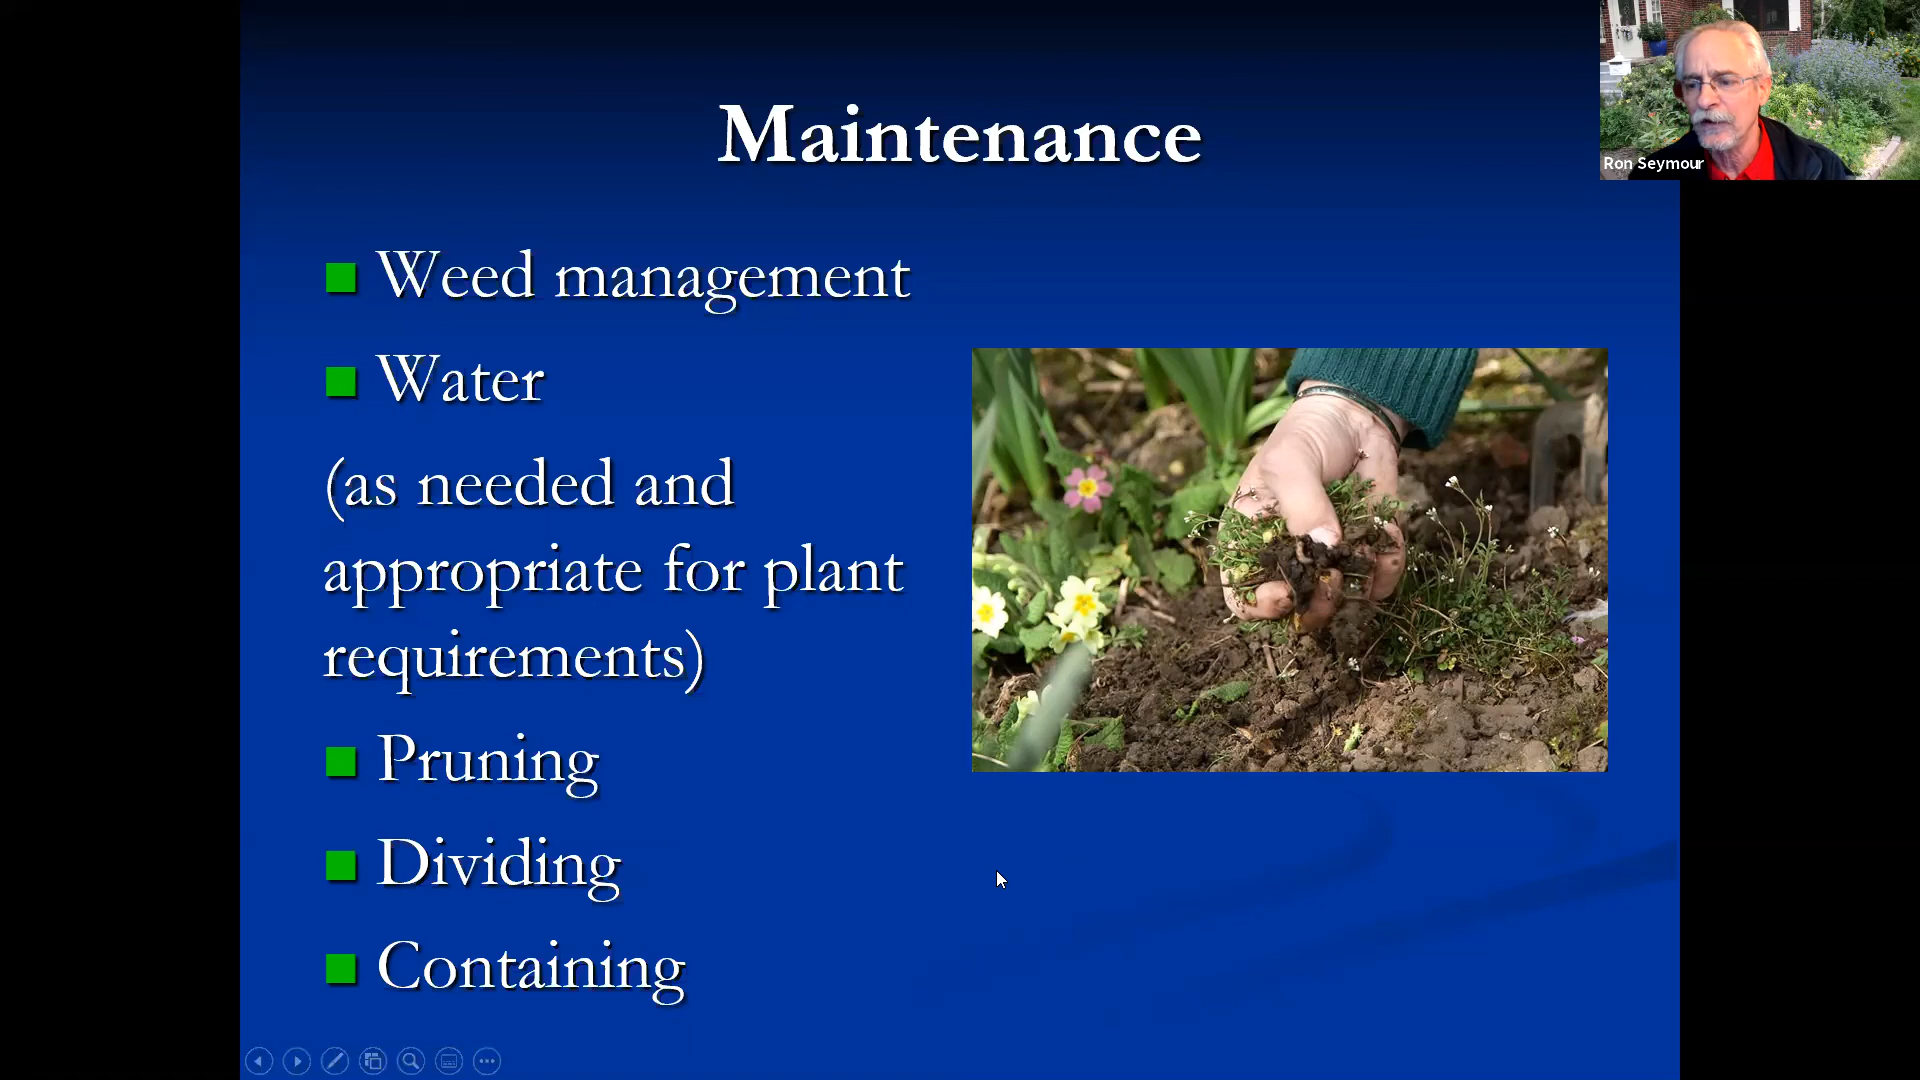 Maintenance
Ron Seymour
Weed management
Water
(as needed and
appropriate for plant
requirements)
Pruning
Dividing
Containing